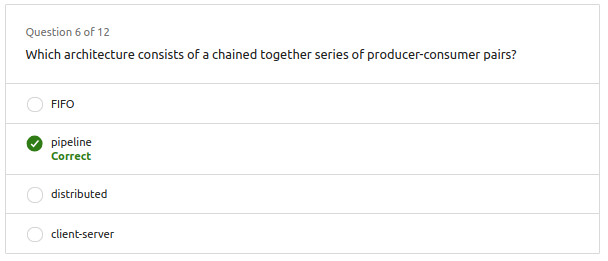 Question 6 of 12
Which architecture consists of a chained together series of producer-consumer pairs?
FIFO
pipeline
Correct
distributed
client-server